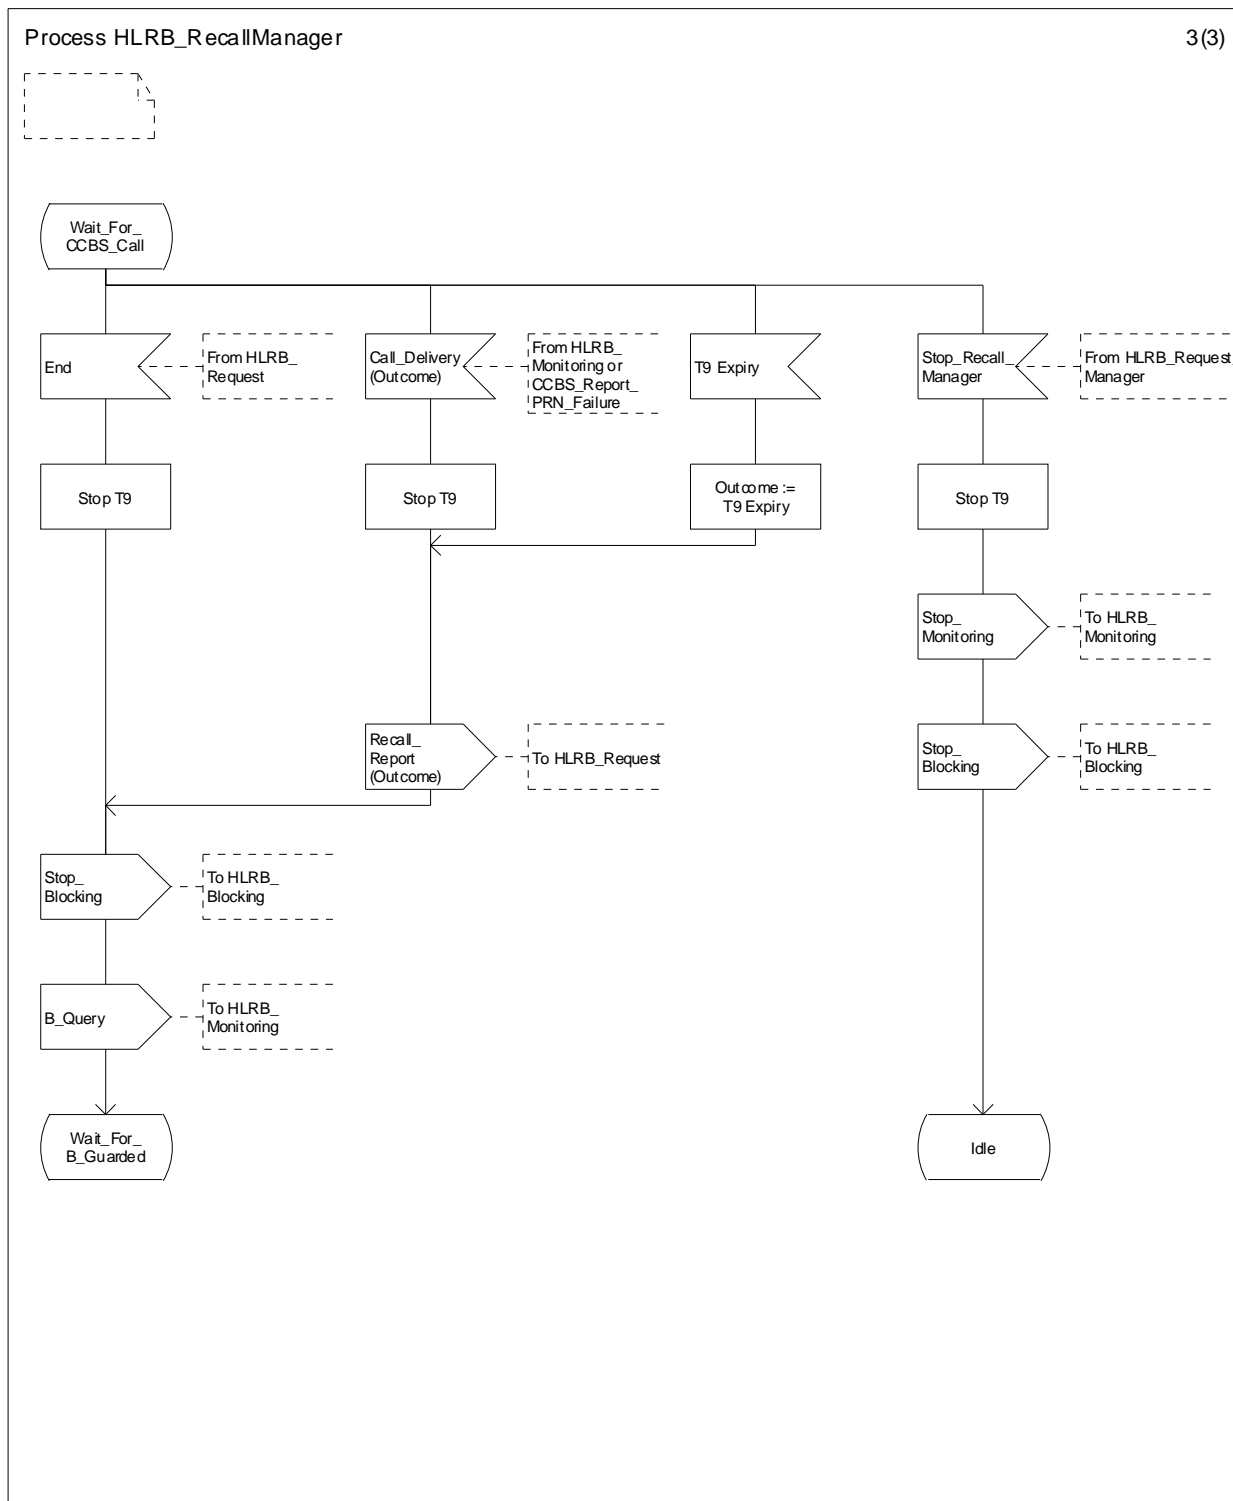 Process HLRB_RecallManager
3(3)
Wait_For_
CCBS_Call
End
From HLRB_
Request
Call_Delivery
(Outcome)
From HLRB_
Monitoring or
CCBS_Report_
PRN_Failure
T9 Expiry
Stop_Recall_
Manager
From HLRB_Request_
Manager
Stop T9
Stop T9
Outcome :=
T9 Expiry
Stop T9
Stop_
Monitoring
To HLRB_
Monitoring
Recall_
Report
(Outcome)
To HLRB_Request
Stop_
Blocking
To HLRB_
Blocking
Stop_
Blocking
To HLRB_
Blocking
B_Query
To HLRB_
Monitoring
Wait_For_
B_Guarded
Idle